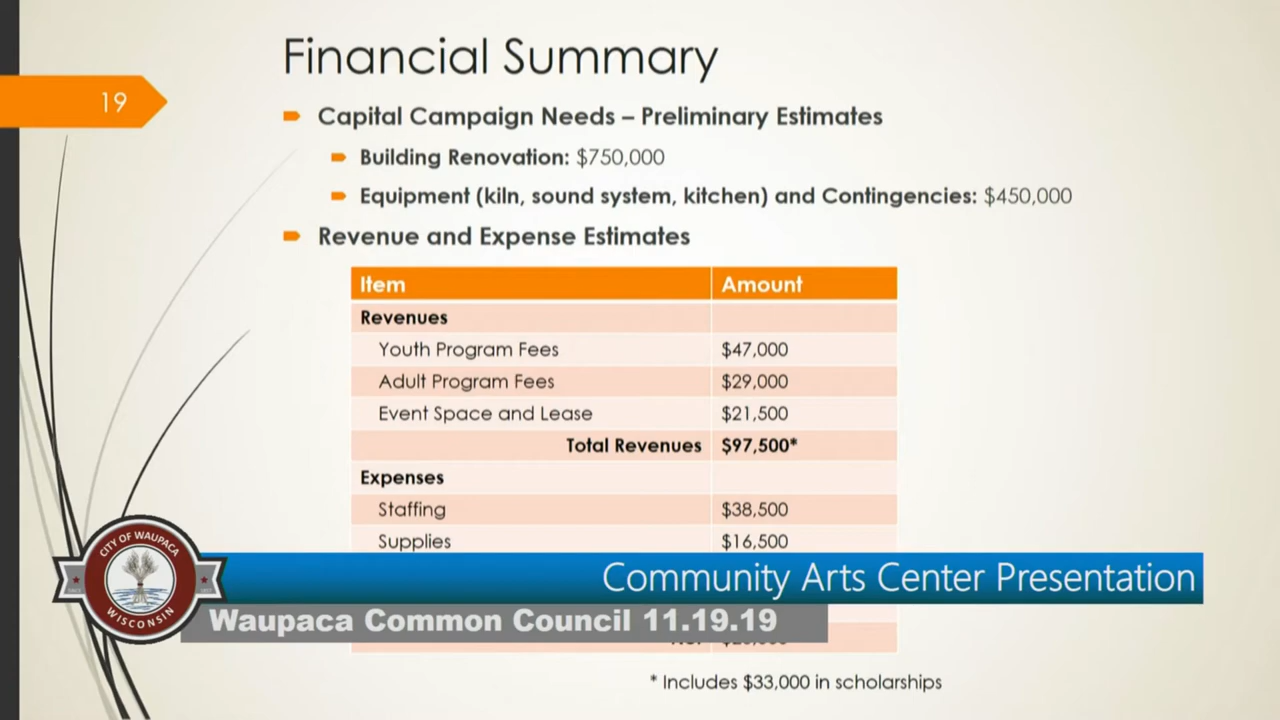 Financial Summary
19
Capital Campaign Needs – Preliminary Estimates
Building Renovation: $750,000
Equipment (kiln, sound system, kitchen) and Contingencies: $450,000
Revenue and Expense Estimates
Item Amount
Revenues
Youth Program Fees $47,000
Adult Program Fees $29,000
Event Space and Lease $21,500
Total Revenues $97,500*
Expenses
Staffing $38,500
Supplies $16,500
CITY OF WAUPACA
WISCONSIN
Community Arts Center Presentation
Waupaca Common Council 11.19.19
* Includes $33,000 in scholarships